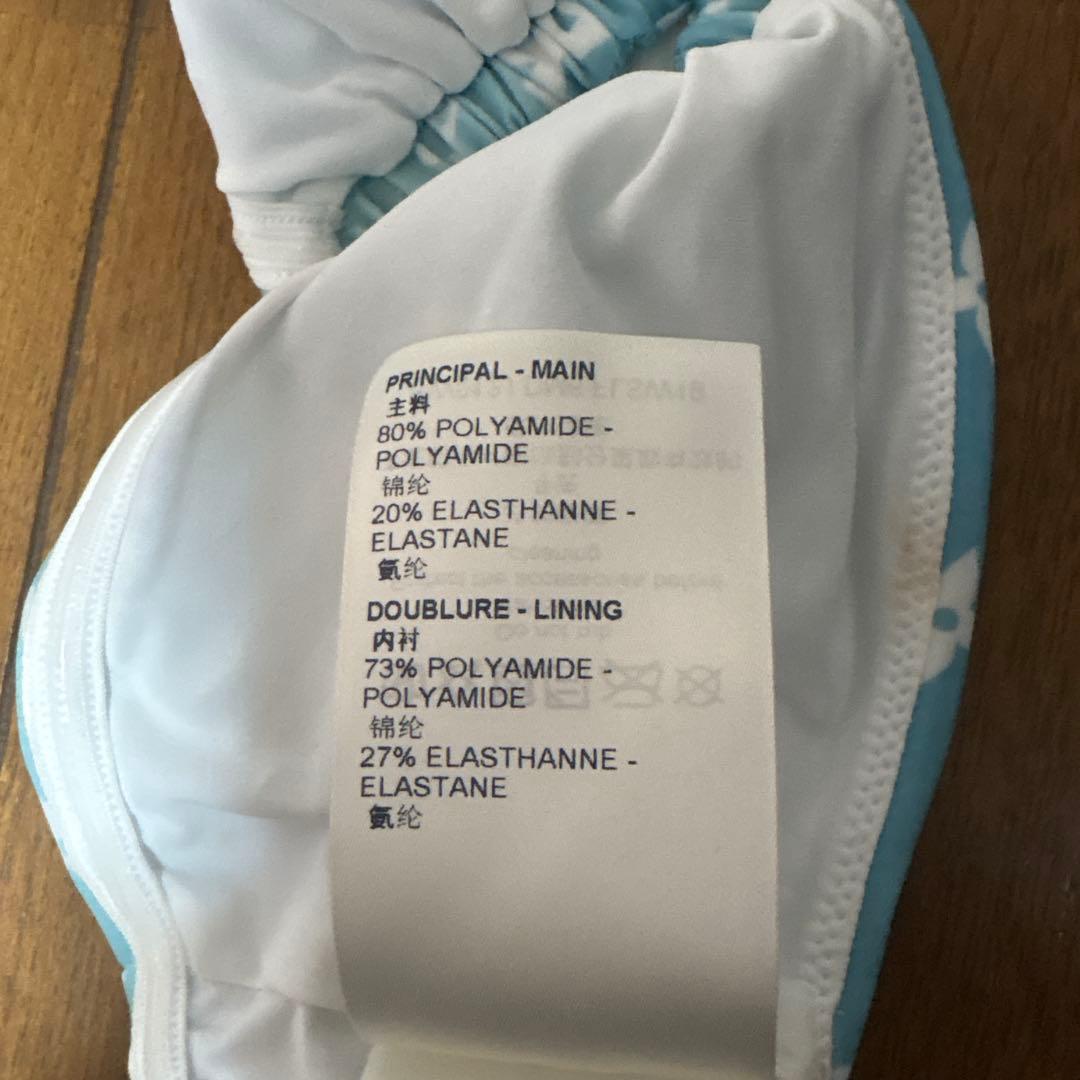 PRINCIPAL - MAIN
主料
80% POLYAMIDE -
POLYAMIDE
锦纶
20% ELASTHANNE -
ELASTANE
氨纶
DOUBLURE - LINING
内衬
73% POLYAMIDE -
POLYAMIDE
锦纶
27% ELASTHANNE -
ELASTANE
氨纶